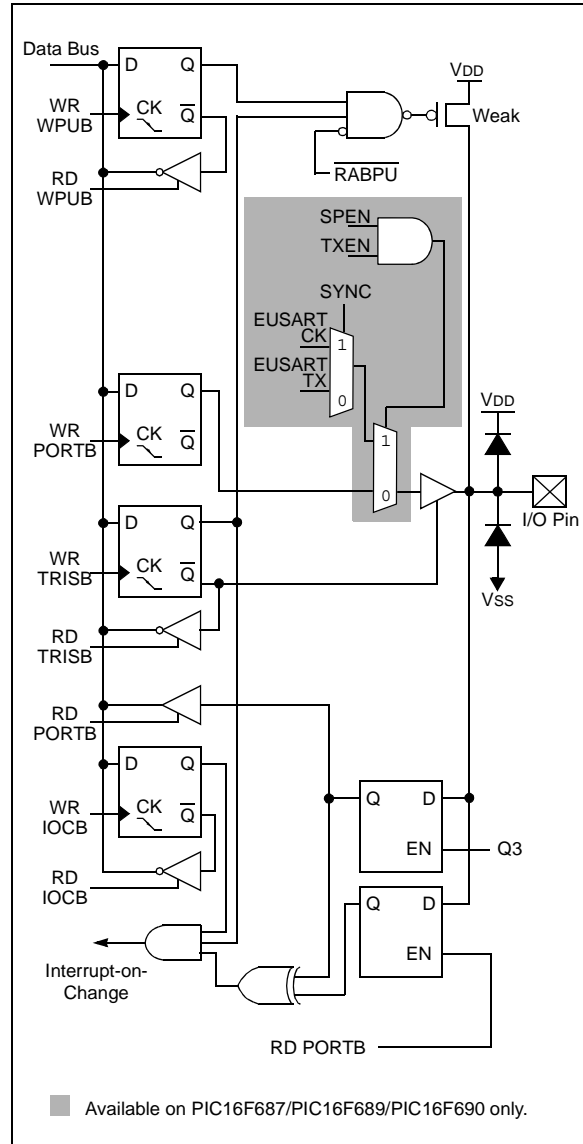 Data Bus
D Q
WR
WPUB
CK Q
RD
WPUB
VDD
Weak
RABPU
SPEN
TXEN
SYNC
EUSART
CK
EUSART
TX
1
0
D Q
WR
PORTB
CK Q
1
0
VDD
I/O Pin
VSS
D Q
WR
TRISB
CK Q
RD
TRISB
RD
PORTB
D Q
WR
IOCB
CK Q
RD
IOCB
Q D
EN
Q3
Q D
EN
Interrupt-on-
Change
RD PORTB
Available on PIC16F687/PIC16F689/PIC16F690 only.